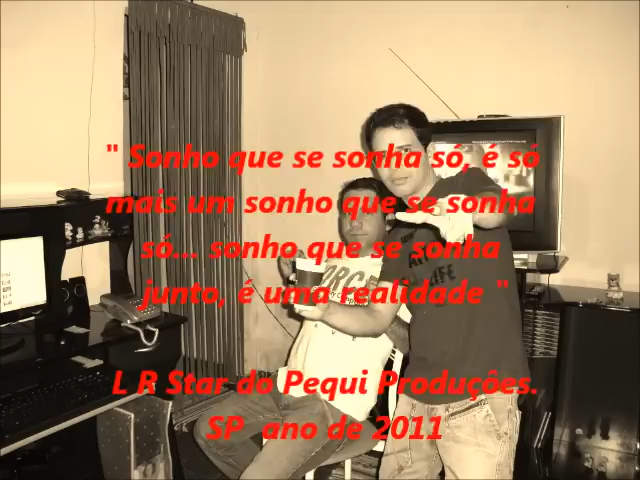 " Sonho que se sonha só, é só
mais um sonho que se sonha
só... sonho que se sonha
junto, é uma realidade "
L R Star do Pequi Produções.
SP ano de 2011